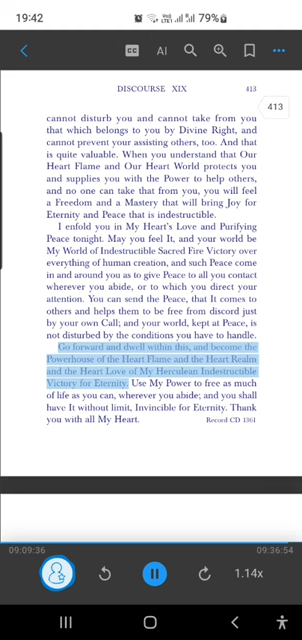 19:42
79%
CC AI
DISCOURSE XIX 413
413
cannot disturb you and cannot take from you
that which belongs to you by Divine Right, and
cannot prevent your assisting others, too. And that
is quite valuable. When you understand that Our
Heart Flame and Our Heart World protects you
and supplies you with the Power to help others,
and no one can take that from you, you will feel
a Freedom and a Mastery that will bring Joy for
Eternity and Peace that is indestructible.
I enfold you in My Heart's Love and Purifying
Peace tonight. May you feel It, and your world be
My World of Indestructible Sacred Fire Victory over
everything of human creation, and such Peace come
in and around you as to give Peace to all you contact
wherever you abide, or to which you direct your
attention. You can send the Peace, that It comes to
others and helps them to be free from discord just
by your own Call; and your world, kept at Peace, is
not disturbed by the conditions you have to handle.
Go forward and dwell within this, and become the
Powerhouse of the Heart Flame and the Heart Realm
and the Heart Love of My Herculean Indestructible
Victory for Eternity. Use My Power to free as much
of life as you can, wherever you abide; and you shall
have It without limit, Invincible for Eternity. Thank
you with all My Heart. Record CD 1361
09:09:36 09:36:54
1.14x